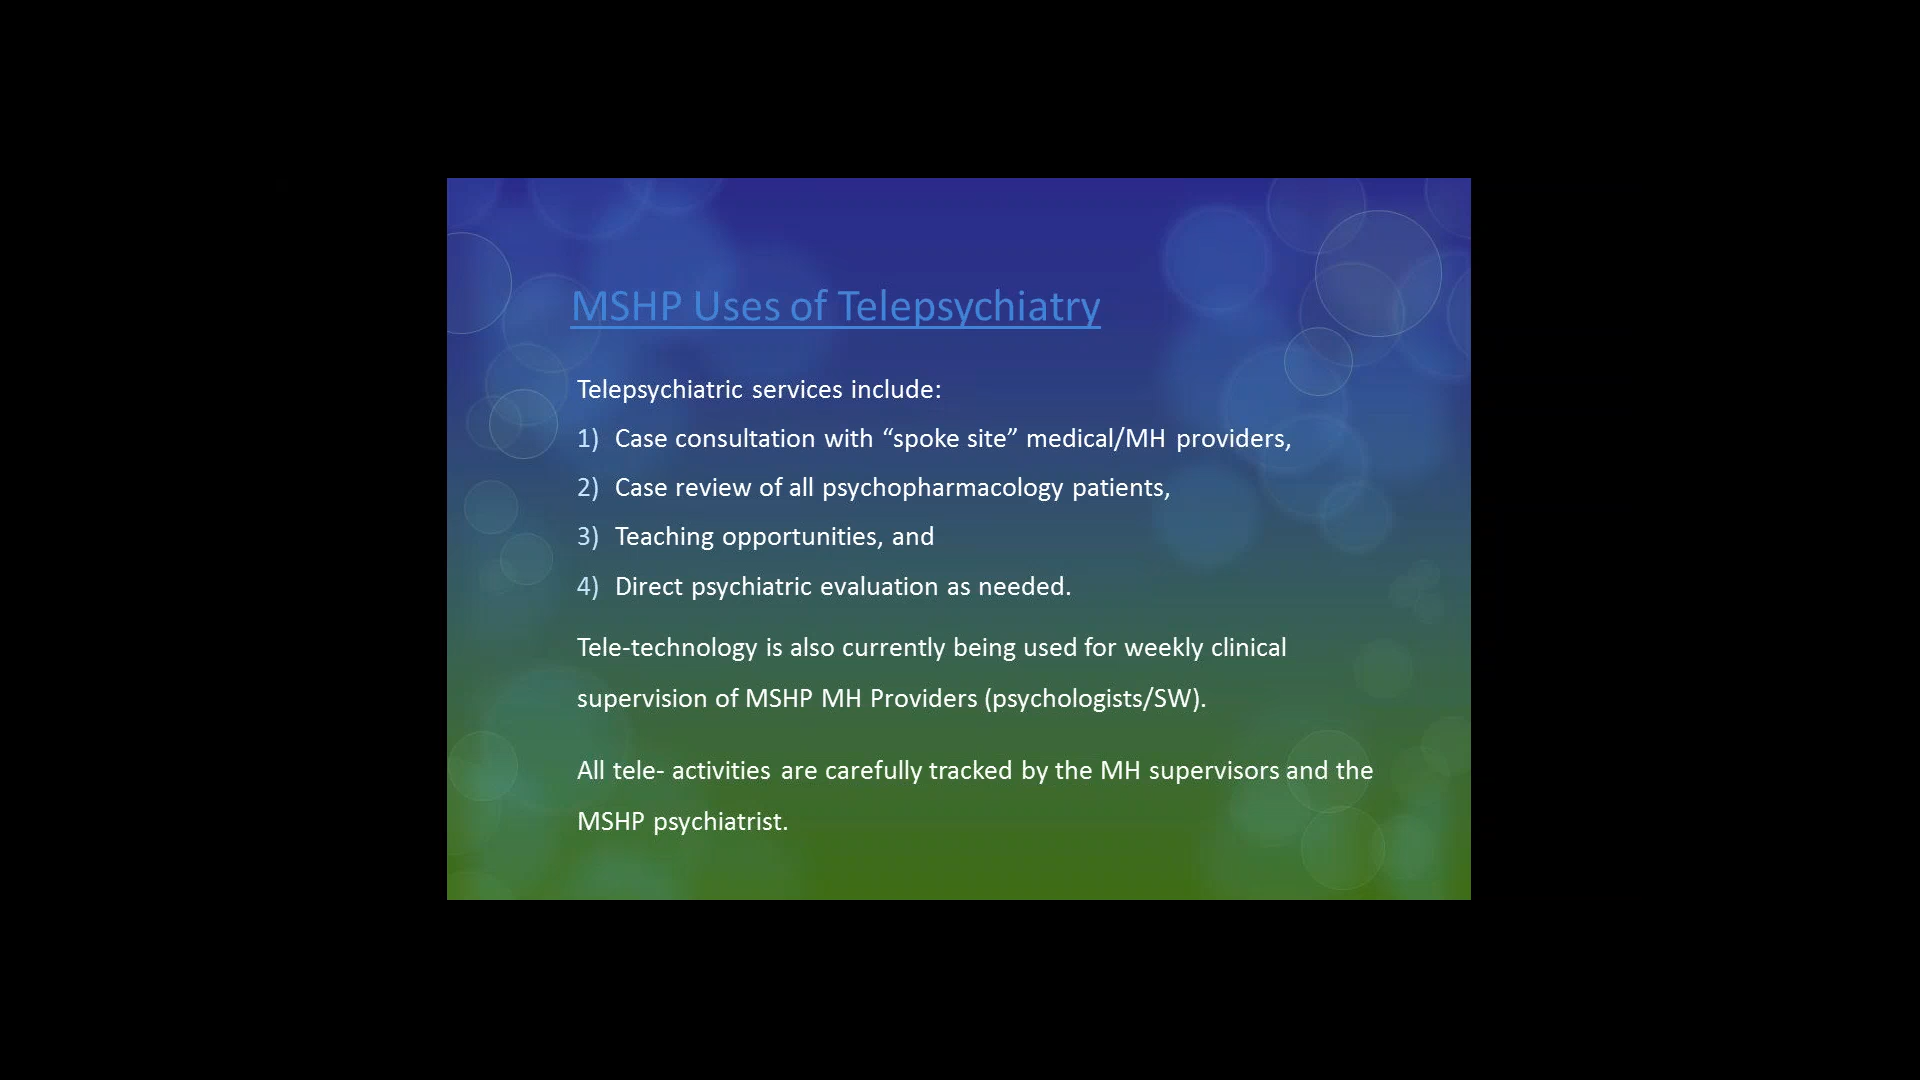 MSHP Uses of Telepsychiatry
Telepsychiatric services include:
1) Case consultation with “spoke site” medical/MH providers,
2) Case review of all psychopharmacology patients,
3) Teaching opportunities, and
4) Direct psychiatric evaluation as needed.
Tele-technology is also currently being used for weekly clinical
supervision of MSHP MH Providers (psychologists/SW).
All tele- activities are carefully tracked by the MH supervisors and the
MSHP psychiatrist.